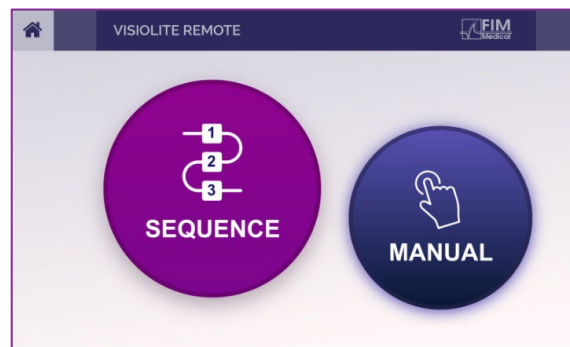 VISIOLITE REMOTE
FIM
Medical
1
2
3
SEQUENCE
MANUAL